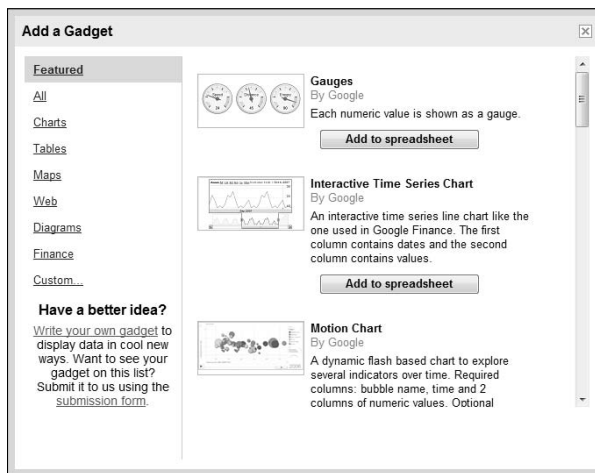 Add a Gadget
Featured
All
Charts
Tables
Maps
Web
Diagrams
Finance
Custom...
Have a better idea?
Write your own gadget to
display data in cool new
ways. Want to see your
gadget on this list?
Submit it to us using the
submission form.
Gauges
By Google
Each numeric value is shown as a gauge.
Add to spreadsheet
Interactive Time Series Chart
By Google
An interactive time series line chart like the
one used in Google Finance. The first
column contains dates and the second
column contains values.
Add to spreadsheet
Motion Chart
By Google
A dynamic flash based chart to explore
several indicators over time. Required
columns: bubble name, time and 2
columns of numeric values. Optional